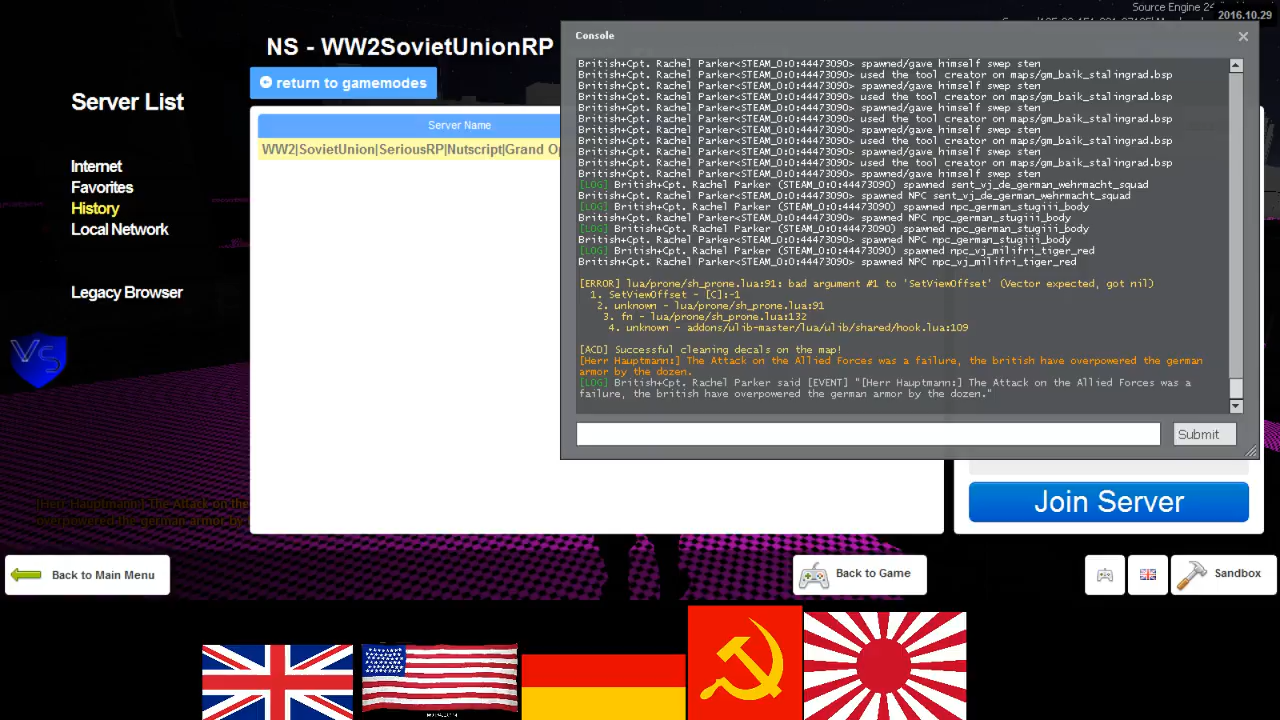 Source Engine 24
2016.10.29
NS - WW2SovietUnionRP
return to gamemodes
Server List
Internet
Favorites
History
Local Network
Legacy Browser
VS
Server Name
WW2|SovietUnion|SeriousRP|Nutscript|Grand Op
Console
British+Cpt. Rachel Parker<STEAM_0:0:44473090> spawned/gave himself swep sten
British+Cpt. Rachel Parker<STEAM_0:0:44473090> used the tool creator on maps/gm_baik_stalingrad.bsp
British+Cpt. Rachel Parker<STEAM_0:0:44473090> spawned/gave himself swep sten
British+Cpt. Rachel Parker<STEAM_0:0:44473090> used the tool creator on maps/gm_baik_stalingrad.bsp
British+Cpt. Rachel Parker<STEAM_0:0:44473090> spawned/gave himself swep sten
British+Cpt. Rachel Parker<STEAM_0:0:44473090> used the tool creator on maps/gm_baik_stalingrad.bsp
British+Cpt. Rachel Parker<STEAM_0:0:44473090> spawned/gave himself swep sten
British+Cpt. Rachel Parker<STEAM_0:0:44473090> used the tool creator on maps/gm_baik_stalingrad.bsp
British+Cpt. Rachel Parker<STEAM_0:0:44473090> spawned/gave himself swep sten
British+Cpt. Rachel Parker<STEAM_0:0:44473090> used the tool creator on maps/gm_baik_stalingrad.bsp
British+Cpt. Rachel Parker<STEAM_0:0:44473090> spawned/gave himself swep sten
[LOG] British+Cpt. Rachel Parker (STEAM_0:0:44473090) spawned sent_vj_de_german_wehrmacht_squad
British+Cpt. Rachel Parker<STEAM_0:0:44473090> spawned NPC sent_vj_de_german_wehrmacht_squad
[LOG] British+Cpt. Rachel Parker (STEAM_0:0:44473090) spawned npc_german_stugiii_body
British+Cpt. Rachel Parker<STEAM_0:0:44473090> spawned NPC npc_german_stugiii_body
[LOG] British+Cpt. Rachel Parker (STEAM_0:0:44473090) spawned npc_german_stugiii_body
British+Cpt. Rachel Parker<STEAM_0:0:44473090> spawned NPC npc_german_stugiii_body
[LOG] British+Cpt. Rachel Parker (STEAM_0:0:44473090) spawned npc_vj_milifri_tiger_red
British+Cpt. Rachel Parker<STEAM_0:0:44473090> spawned NPC npc_vj_milifri_tiger_red
[ERROR] lua/prone/sh_prone.lua:91: bad argument #1 to 'SetViewOffset' (Vector expected, got nil)
1. SetViewOffset - [C]:-1
2. unknown - lua/prone/sh_prone.lua:91
3. fn - lua/prone/sh_prone.lua:132
4. unknown - addons/ulib-master/lua/ulib/shared/hook.lua:109
[ACD] Successful cleaning decals on the map!
[Herr Hauptmann:] The Attack on the Allied Forces was a failure, the british have overpowered the german
armor by the dozen.
[LOG] British+Cpt. Rachel Parker said [EVENT] "[Herr Hauptmann:] The Attack on the Allied Forces was a
failure, the british have overpowered the german armor by the dozen."
Submit
[Herr Hauptmann:] The Attack on the
overpowered the german armor by
Join Server
Back to Main Menu
Back to Game
Sandbox